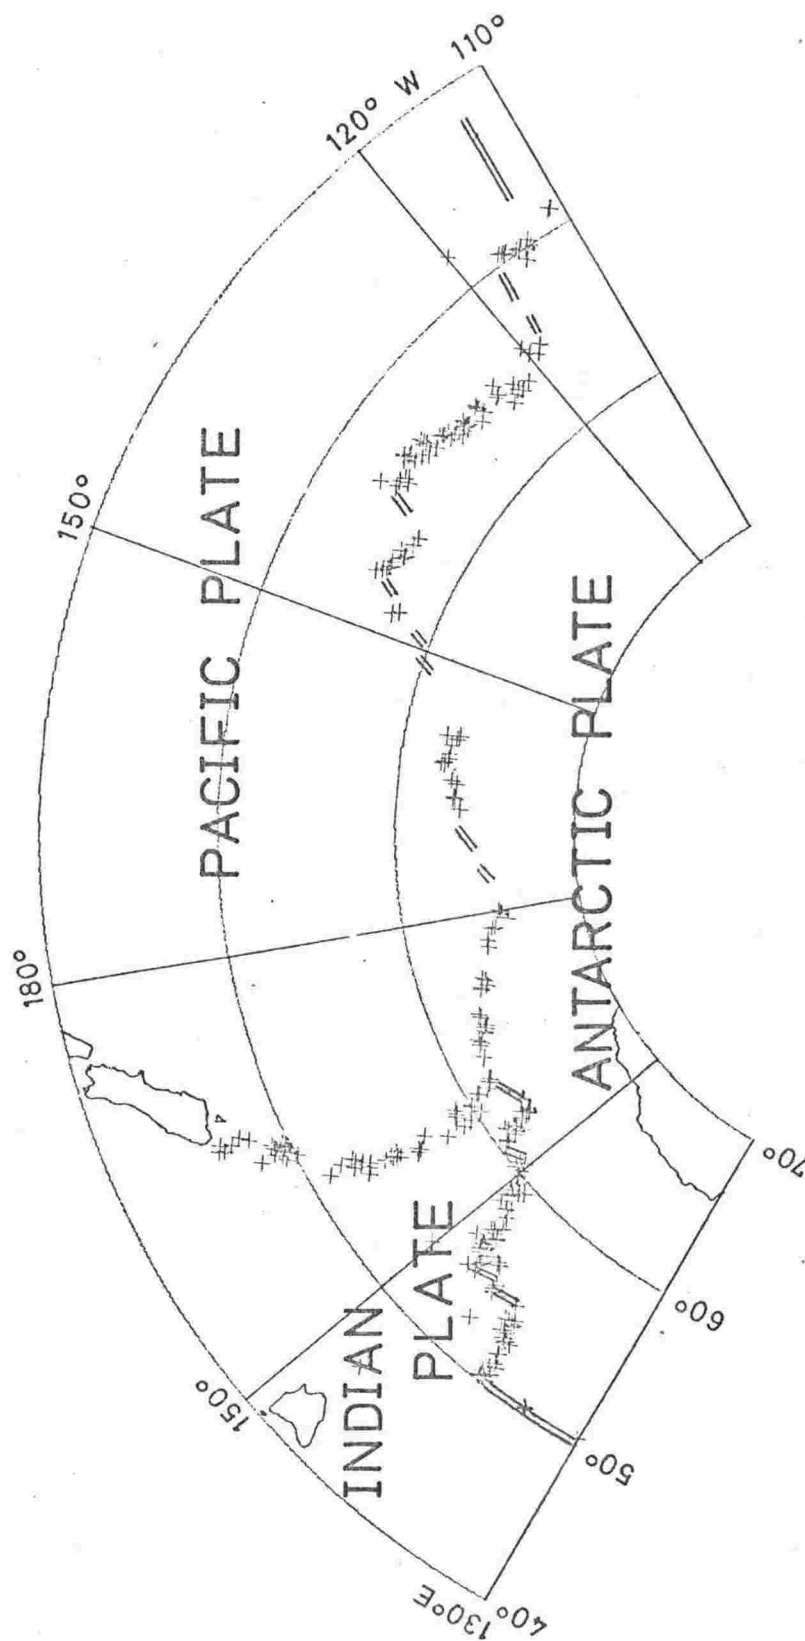 110°
120° W
150°
180°
150°
130°E
40°
50°
60°
70°
PACIFIC PLATE
ANTARCTIC PLATE
INDIAN
PLATE